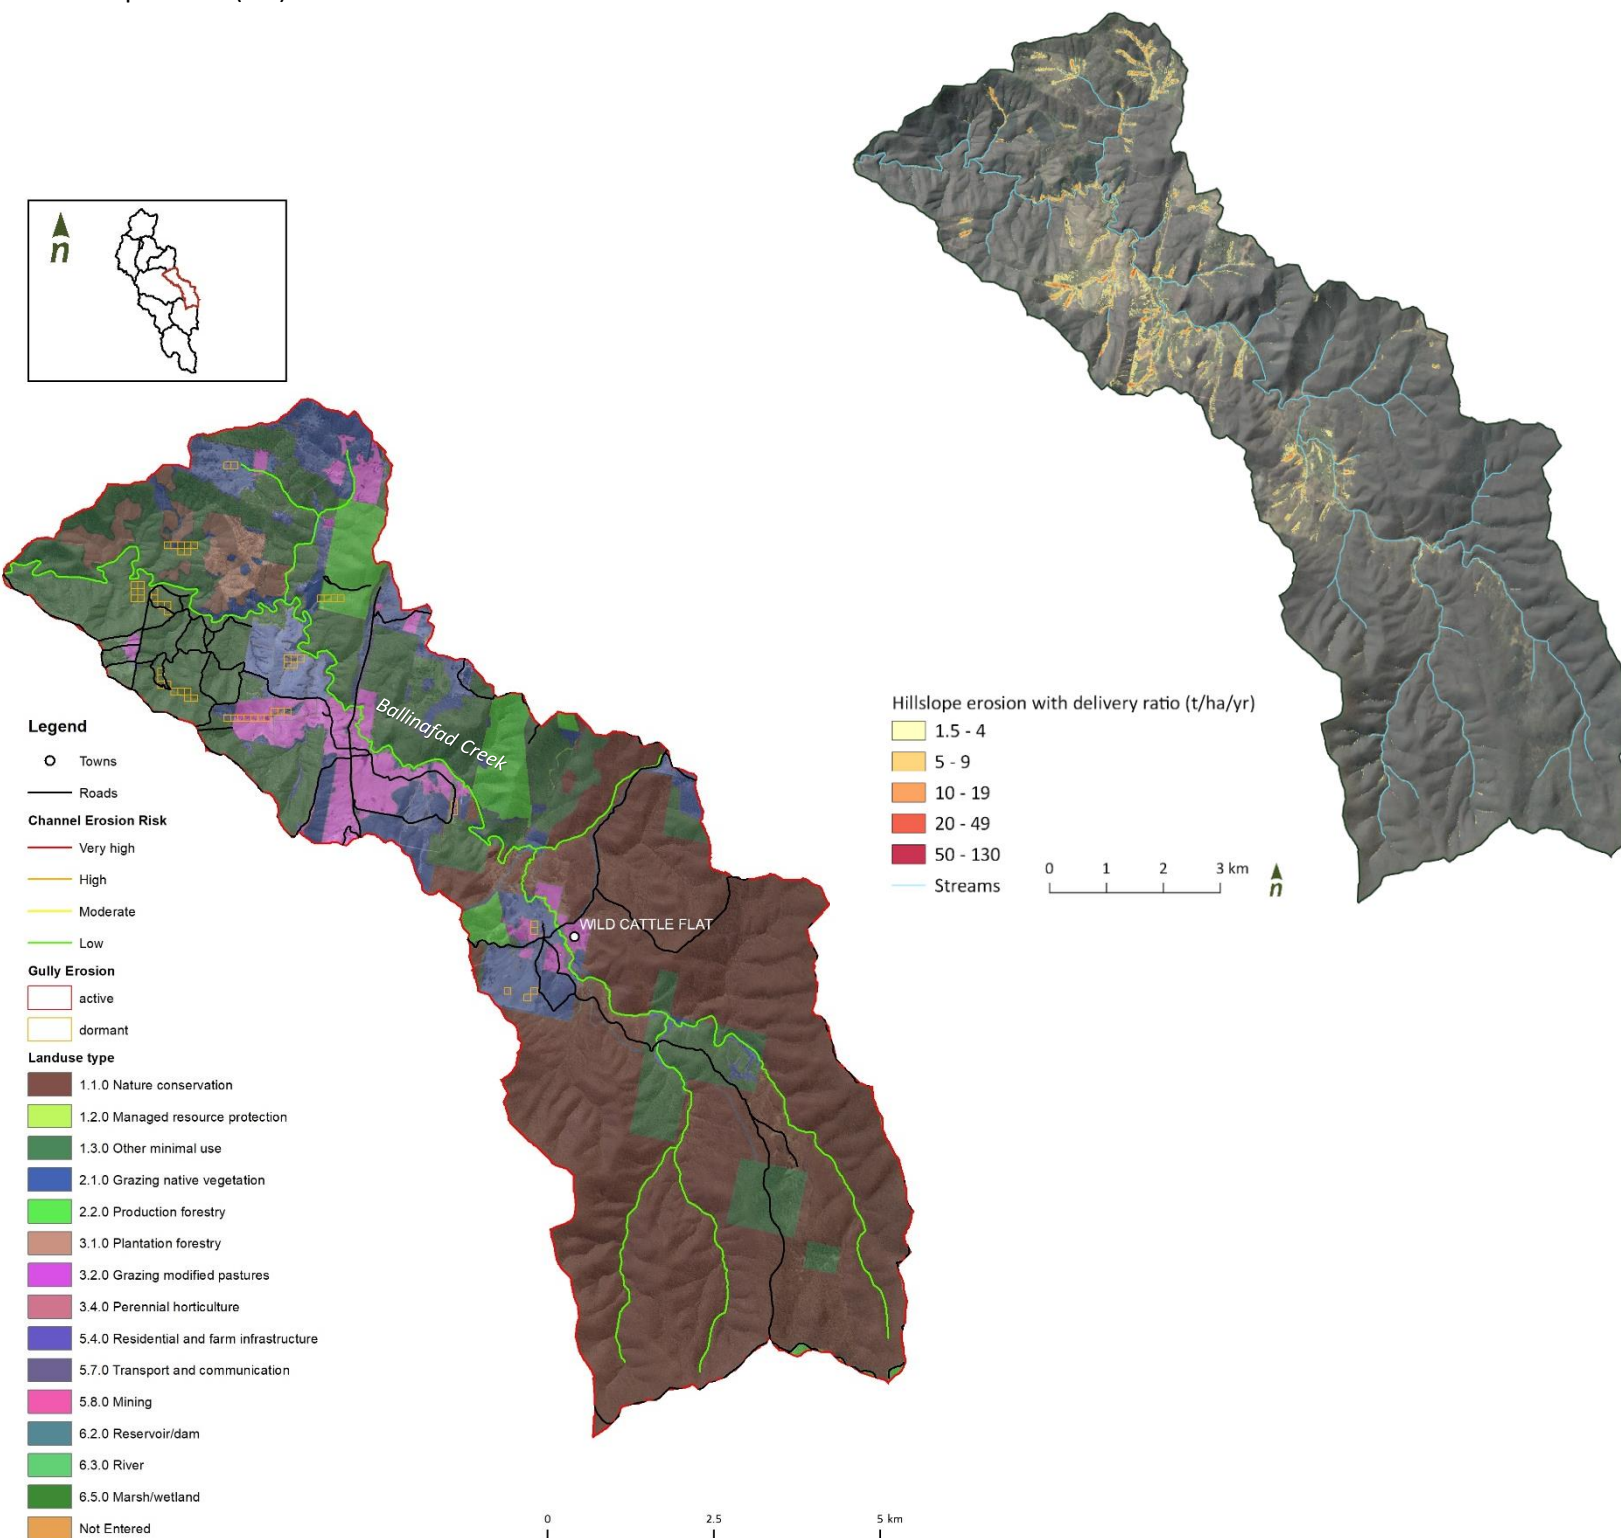 n
Ballinafad Creek
WILD CATTLE FLAT
Legend
Towns
Roads
Channel Erosion Risk
Very high
High
Moderate
Low
Gully Erosion
active
dormant
Landuse type
1.1.0 Nature conservation
1.2.0 Managed resource protection
1.3.0 Other minimal use
2.1.0 Grazing native vegetation
2.2.0 Production forestry
3.1.0 Plantation forestry
3.2.0 Grazing modified pastures
3.4.0 Perennial horticulture
5.4.0 Residential and farm infrastructure
5.7.0 Transport and communication
5.8.0 Mining
6.2.0 Reservoir/dam
6.3.0 River
6.5.0 Marsh/wetland
Not Entered
0 2.5 5 km
Hillslope erosion with delivery ratio (t/ha/yr)
1.5 - 4
5 - 9
10 - 19
20 - 49
50 - 130
Streams
0 1 2 3 km
n